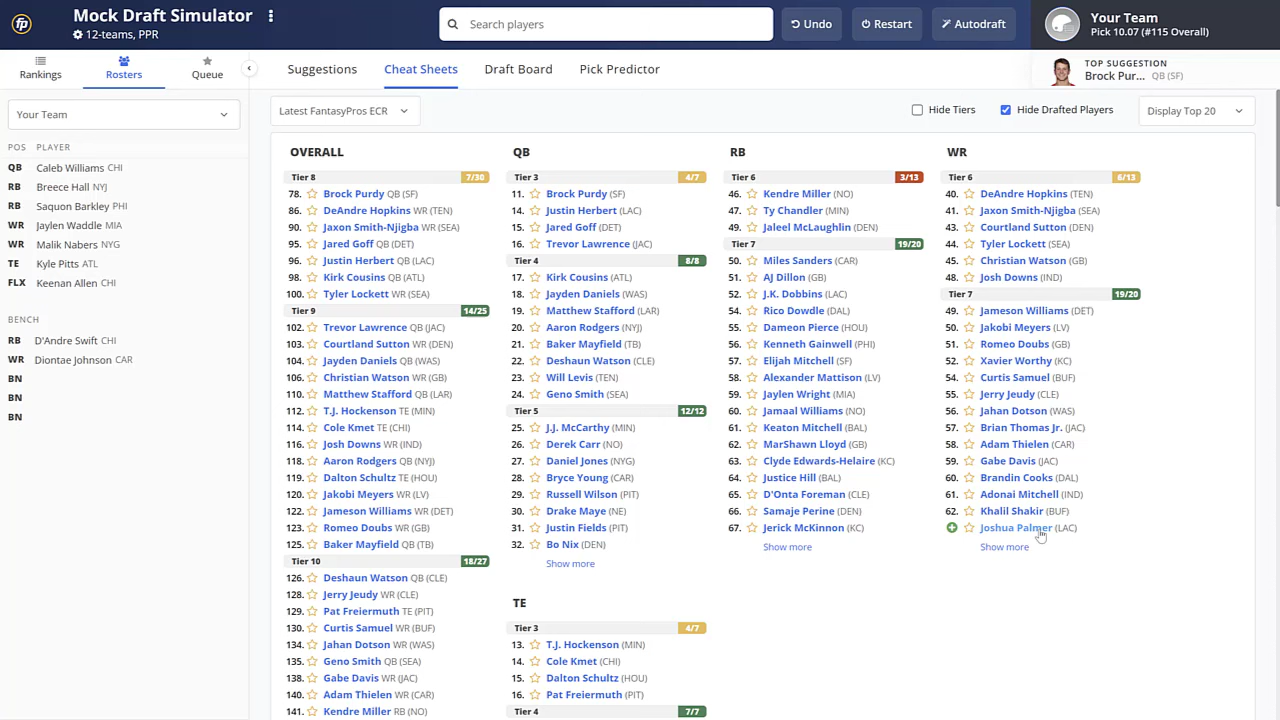 fp
Mock Draft Simulator
12-teams, PPR
Search players
Undo
Restart
Autodraft
Your Team
Pick 10.07 (#115 Overall)
Rankings
Rosters
Queue
Suggestions
Cheat Sheets
Draft Board
Pick Predictor
TOP SUGGESTION
Brock Pur... QB (SF)
Your Team
POS PLAYER
QB Caleb Williams CHI
RB Breece Hall NYJ
RB Saquon Barkley PHI
WR Jaylen Waddle MIA
WR Malik Nabers NYG
TE Kyle Pitts ATL
FLX Keenan Allen CHI
BENCH
RB D'Andre Swift CHI
WR Diontae Johnson CAR
BN
BN
BN
Latest FantasyPros ECR
Hide Tiers
Hide Drafted Players
Display Top 20
OVERALL
Tier 8 7/30
78. Brock Purdy QB (SF)
86. DeAndre Hopkins WR (TEN)
90. Jaxon Smith-Njigba WR (SEA)
95. Jared Goff QB (DET)
96. Justin Herbert QB (LAC)
98. Kirk Cousins QB (ATL)
100. Tyler Lockett WR (SEA)
Tier 9 14/25
102. Trevor Lawrence QB (JAC)
103. Courtland Sutton WR (DEN)
104. Jayden Daniels QB (WAS)
106. Christian Watson WR (GB)
110. Matthew Stafford QB (LAR)
112. T.J. Hockenson TE (MIN)
114. Cole Kmet TE (CHI)
116. Josh Downs WR (IND)
118. Aaron Rodgers QB (NYJ)
119. Dalton Schultz TE (HOU)
120. Jakobi Meyers WR (LV)
122. Jameson Williams WR (DET)
123. Romeo Doubs WR (GB)
125. Baker Mayfield QB (TB)
Tier 10 18/27
126. Deshaun Watson QB (CLE)
128. Jerry Jeudy WR (CLE)
129. Pat Freiermuth TE (PIT)
130. Curtis Samuel WR (BUF)
134. Jahan Dotson WR (WAS)
135. Geno Smith QB (SEA)
138. Gabe Davis WR (JAC)
140. Adam Thielen WR (CAR)
141. Kendre Miller RB (NO)
QB
Tier 3 4/7
11. Brock Purdy (SF)
14. Justin Herbert (LAC)
15. Jared Goff (DET)
16. Trevor Lawrence (JAC)
Tier 4 8/8
17. Kirk Cousins (ATL)
18. Jayden Daniels (WAS)
19. Matthew Stafford (LAR)
20. Aaron Rodgers (NYJ)
21. Baker Mayfield (TB)
22. Deshaun Watson (CLE)
23. Will Levis (TEN)
24. Geno Smith (SEA)
Tier 5 12/12
25. J.J. McCarthy (MIN)
26. Derek Carr (NO)
27. Daniel Jones (NYG)
28. Bryce Young (CAR)
29. Russell Wilson (PIT)
30. Drake Maye (NE)
31. Justin Fields (PIT)
32. Bo Nix (DEN)
Show more
TE
Tier 3 4/7
13. T.J. Hockenson (MIN)
14. Cole Kmet (CHI)
15. Dalton Schultz (HOU)
16. Pat Freiermuth (PIT)
Tier 4 7/7
RB
Tier 6 3/13
46. Kendre Miller (NO)
47. Ty Chandler (MIN)
49. Jaleel McLaughlin (DEN)
Tier 7 19/20
50. Miles Sanders (CAR)
51. AJ Dillon (GB)
52. J.K. Dobbins (LAC)
54. Rico Dowdle (DAL)
55. Dameon Pierce (HOU)
56. Kenneth Gainwell (PHI)
57. Elijah Mitchell (SF)
58. Alexander Mattison (LV)
59. Jaylen Wright (MIA)
60. Jamaal Williams (NO)
61. Keaton Mitchell (BAL)
62. MarShawn Lloyd (GB)
63. Clyde Edwards-Helaire (KC)
64. Justice Hill (BAL)
65. D'Onta Foreman (CLE)
66. Samaje Perine (DEN)
67. Jerick McKinnon (KC)
Show more
WR
Tier 6 6/13
40. DeAndre Hopkins (TEN)
41. Jaxon Smith-Njigba (SEA)
43. Courtland Sutton (DEN)
44. Tyler Lockett (SEA)
45. Christian Watson (GB)
48. Josh Downs (IND)
Tier 7 19/20
49. Jameson Williams (DET)
50. Jakobi Meyers (LV)
51. Romeo Doubs (GB)
52. Xavier Worthy (KC)
54. Curtis Samuel (BUF)
55. Jerry Jeudy (CLE)
56. Jahan Dotson (WAS)
57. Brian Thomas Jr. (JAC)
58. Adam Thielen (CAR)
59. Gabe Davis (JAC)
60. Brandin Cooks (DAL)
61. Adonai Mitchell (IND)
62. Khalil Shakir (BUF)
Joshua Palmer (LAC)
Show more